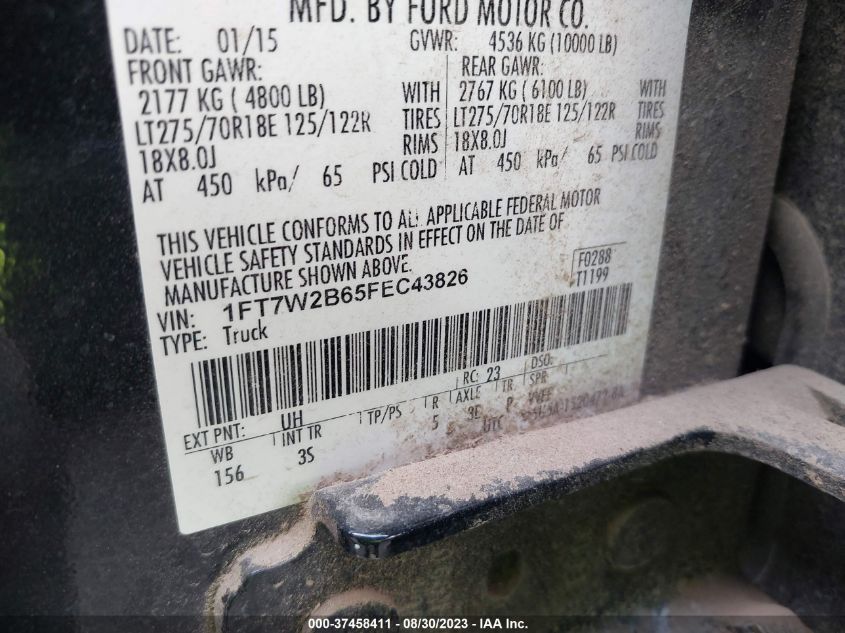 MFD. BY FORD MOTOR CO.
DATE: 01/15 GVWR: 4536 KG (10000 LB)
FRONT GAWR: REAR GAWR:
2177 KG ( 4800 LB) WITH 2767 KG ( 6100 LB) WITH
LT275/70R18E 125/122R TIRES LT275/70R18E 125/122R TIRES
18X8.0J RIMS 18X8.0J RIMS
AT 450 kPa/ 65 PSI COLD AT 450 kPa/ 65 PSI COLD
THIS VEHICLE CONFORMS TO ALL APPLICABLE FEDERAL MOTOR
VEHICLE SAFETY STANDARDS IN EFFECT ON THE DATE OF
MANUFACTURE SHOWN ABOVE.
F0288
T1199
VIN: 1FT7W2B65FEC43826
TYPE: Truck
RC: 23 DSO:
EXT PNT: UH
WB INT TR TP/PS R AXLE TR SPR
156 3S 5 3E P VVFF
UTC
000-37458411 - 08/30/2023 - IAA Inc.